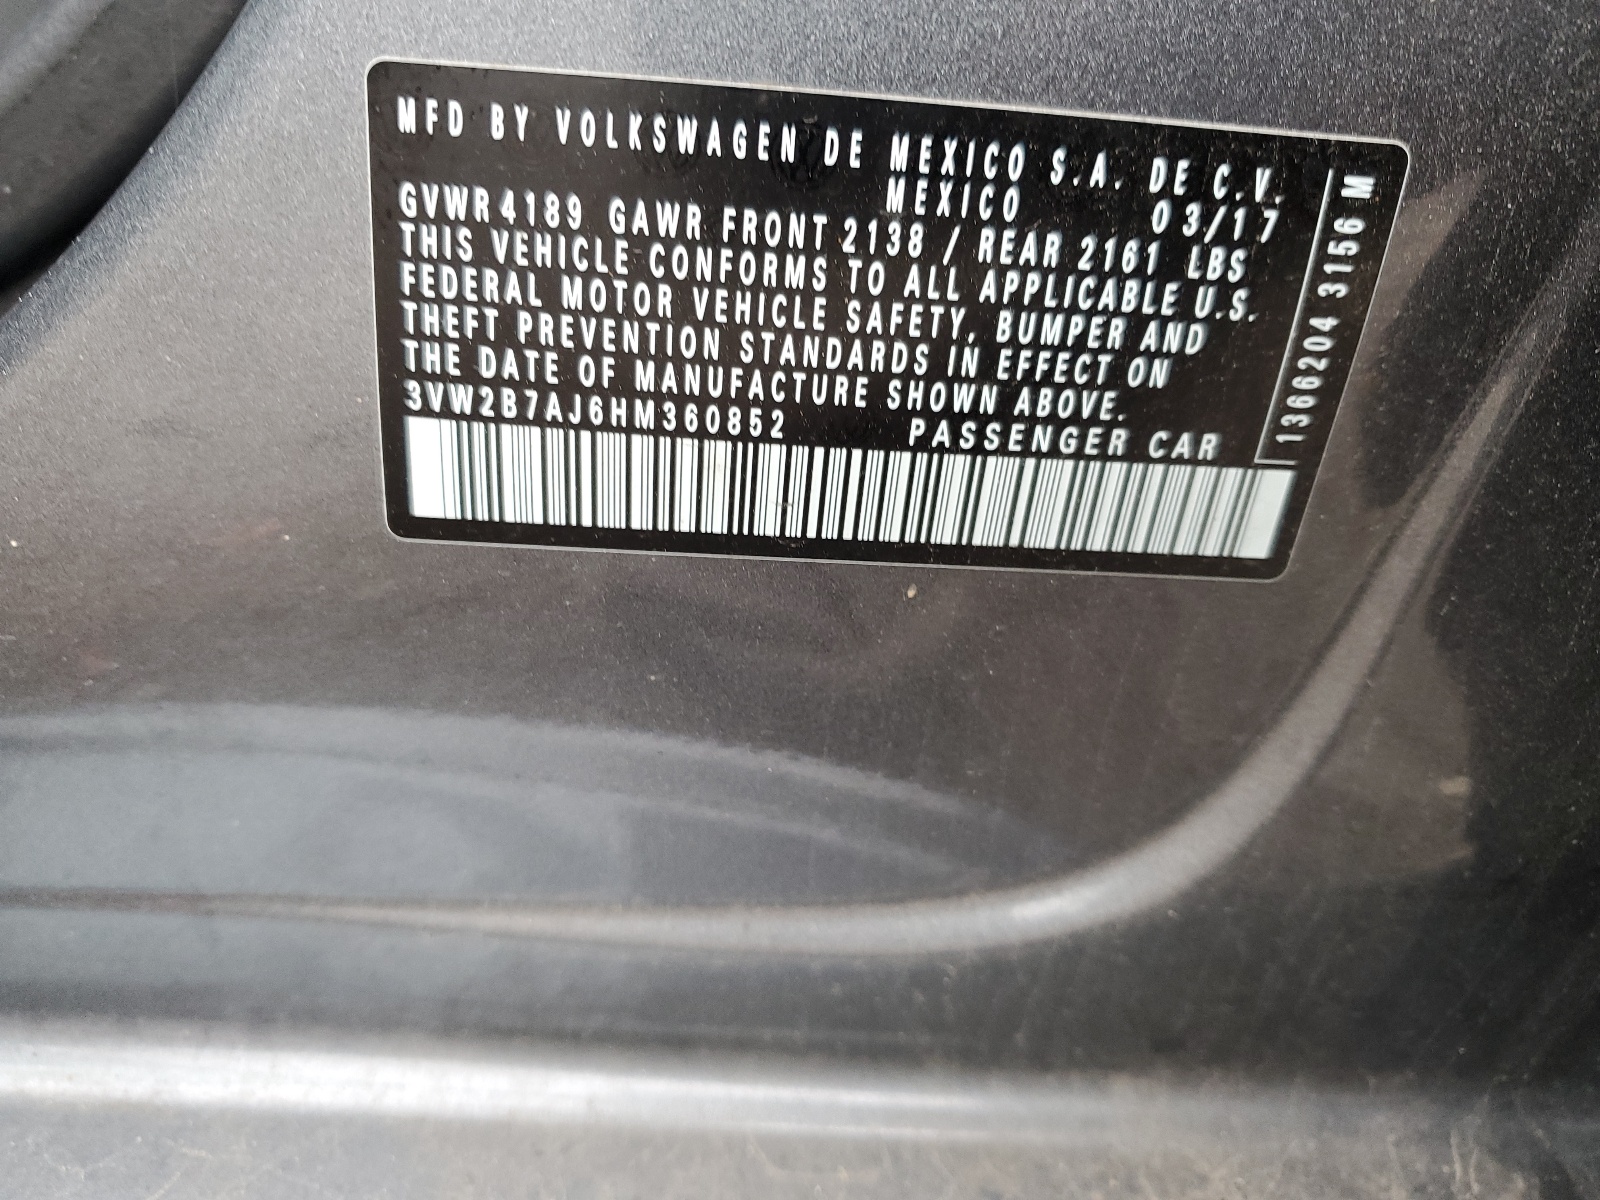 MFD BY VOLKSWAGEN DE MEXICO S.A. DE C.V.
MEXICO 03/17
GVWR 4189 GAWR FRONT 2138 / REAR 2161 LBS
THIS VEHICLE CONFORMS TO ALL APPLICABLE U.S.
FEDERAL MOTOR VEHICLE SAFETY, BUMPER AND
THEFT PREVENTION STANDARDS IN EFFECT ON
THE DATE OF MANUFACTURE SHOWN ABOVE.
3VW2B7AJ6HM360852 PASSENGER CAR
1366204 3156 M